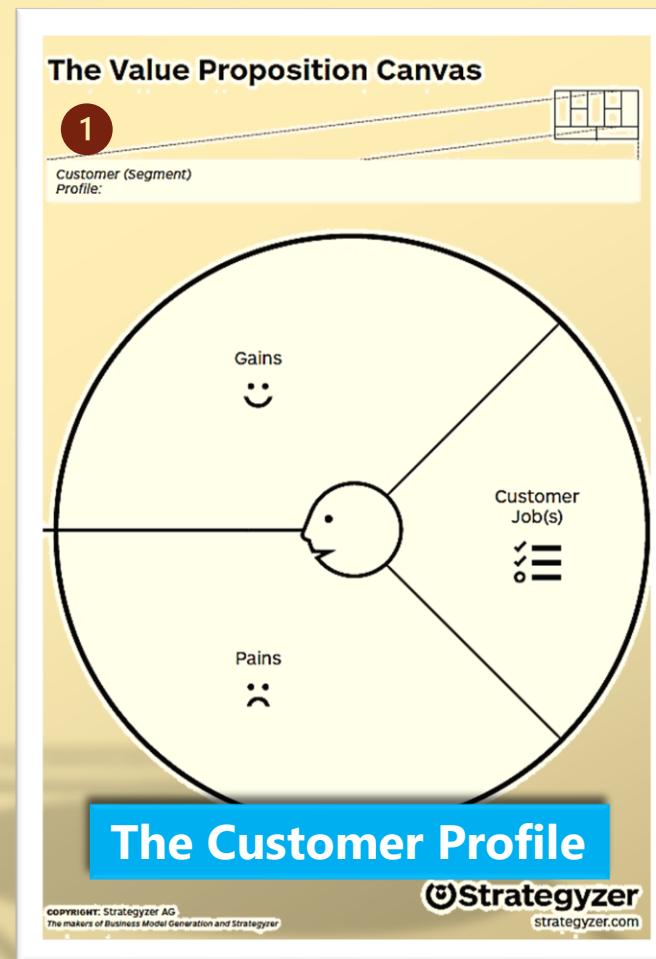 The Value Proposition Canvas
1
Customer (Segment)
Profile:
Gains
Customer
Job(s)
Pains
The Customer Profile
Strategyzer
COPYRIGHT: Strategyzer AG
The makers of Business Model Generation and Strategyzer
strategyzer.com